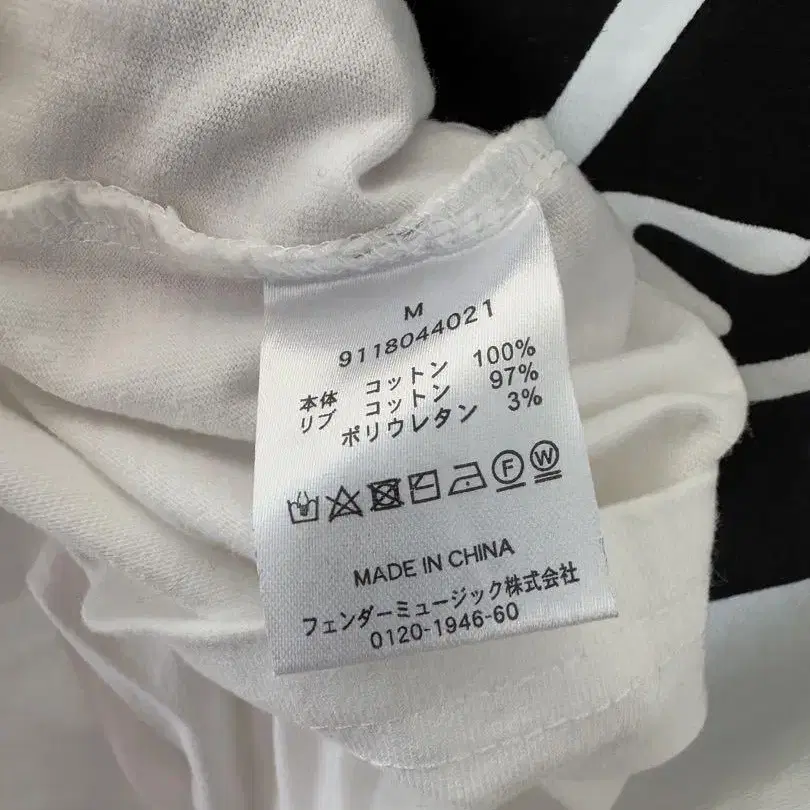 M
9118044021
本体 コットン 100%
リブ コットン 97%
ポリウレタン 3%
F W
MADE IN CHINA
フェンダーミュージック株式会社
0120-1946-60